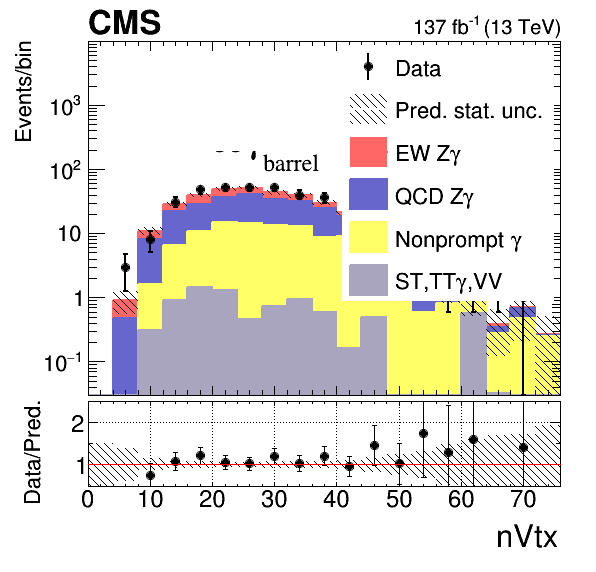 CMS
137 fb⁻¹ (13 TeV)
Events/bin
10³
10²
10
1
10⁻¹
Data
Pred. stat. unc.
EW Zγ
QCD Zγ
Nonprompt γ
ST,TTγ,VV
barrel
Data/Pred.
2
1
0 10 20 30 40 50 60 70
nVtx